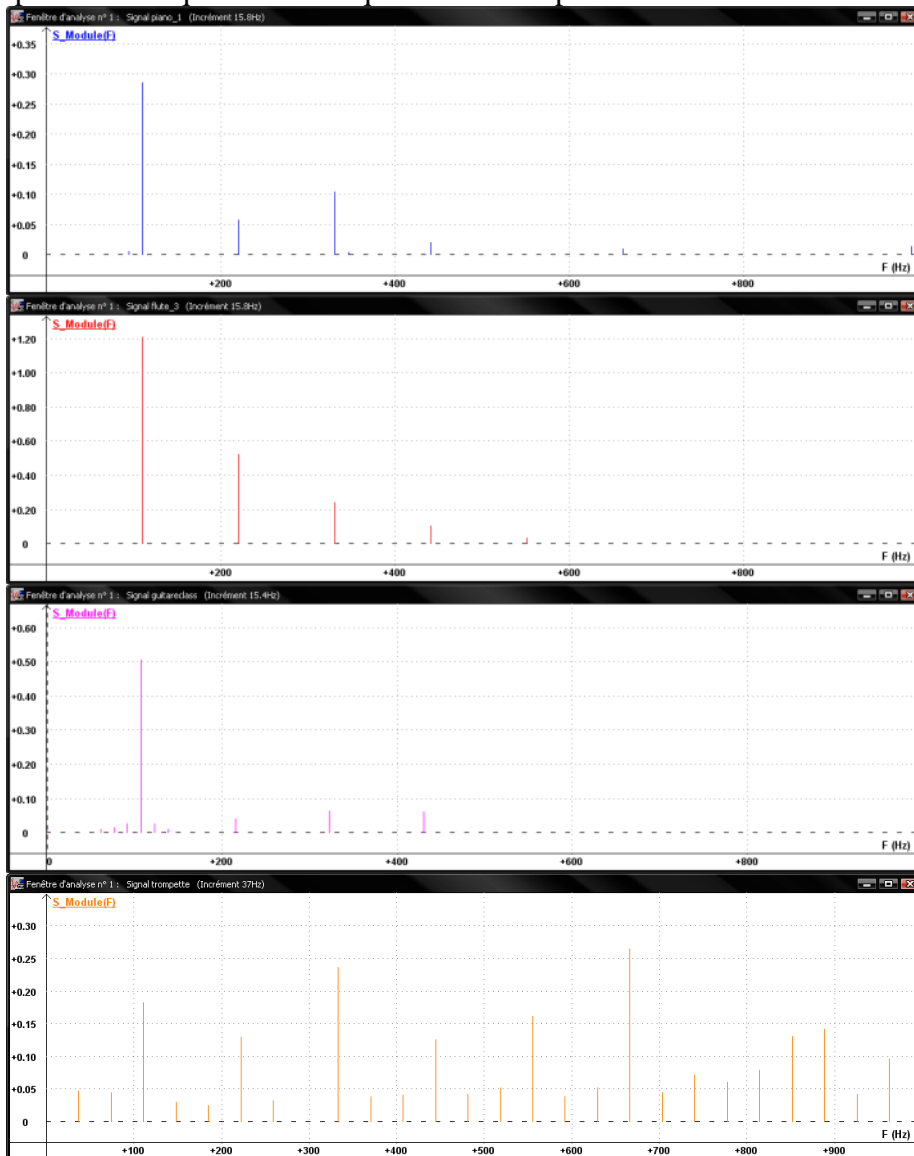 Fenêtre d'analyse n° 1 : Signal piano_1 (Incrément 15.8Hz)
S_Module(F)
+0.35
+0.30
+0.25
+0.20
+0.15
+0.10
+0.05
0
F (Hz)
+200 +400 +600 +800
Fenêtre d'analyse n° 1 : Signal flute_3 (Incrément 15.8Hz)
S_Module(F)
+1.20
+1.00
+0.80
+0.60
+0.40
+0.20
0
F (Hz)
+200 +400 +600 +800
Fenêtre d'analyse n° 1 : Signal guitareclass (Incrément 15.4Hz)
S_Module(F)
+0.60
+0.50
+0.40
+0.30
+0.20
+0.10
0
F (Hz)
0 +200 +400 +600 +800
Fenêtre d'analyse n° 1 : Signal trompette (Incrément 37Hz)
S_Module(F)
+0.30
+0.25
+0.20
+0.15
+0.10
+0.05
0
F (Hz)
+100 +200 +300 +400 +500 +600 +700 +800 +900